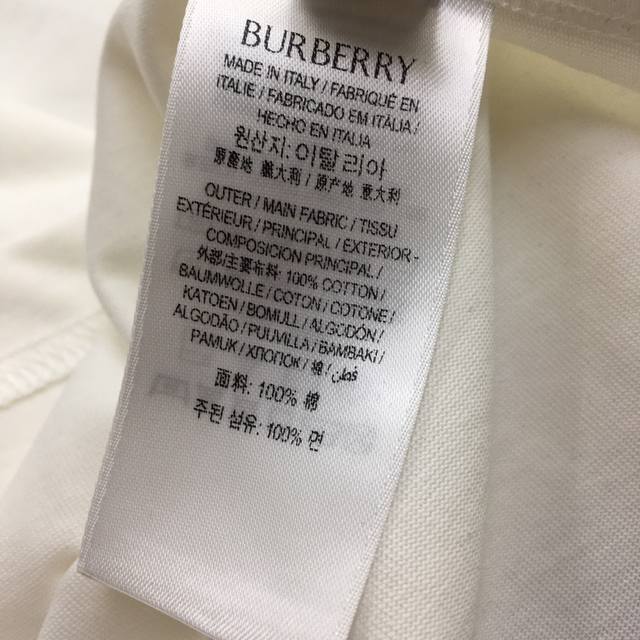 BURBERRY
MADE IN ITALY / FABRIQUÉ EN
ITALIE / FABRICADO EM ITÁLIA /
HECHO EN ITALIA
원산지: 이탈리아
原產地 義大利 / 原产地 意大利
OUTER / MAIN FABRIC / TISSU
EXTÉRIEUR / PRINCIPAL / EXTERIOR -
COMPOSICION PRINCIPAL /
外部/主要布料: 100% COTTON /
BAUMWOLLE / COTON / COTONE /
KATOEN / BOMULL / ALGODÓN /
ALGODÃO / PUUVILLA / BAMBAKI /
PAMUK / ХЛОПОК / 棉 / قطن
面料: 100% 棉
주된 섬유: 100% 면